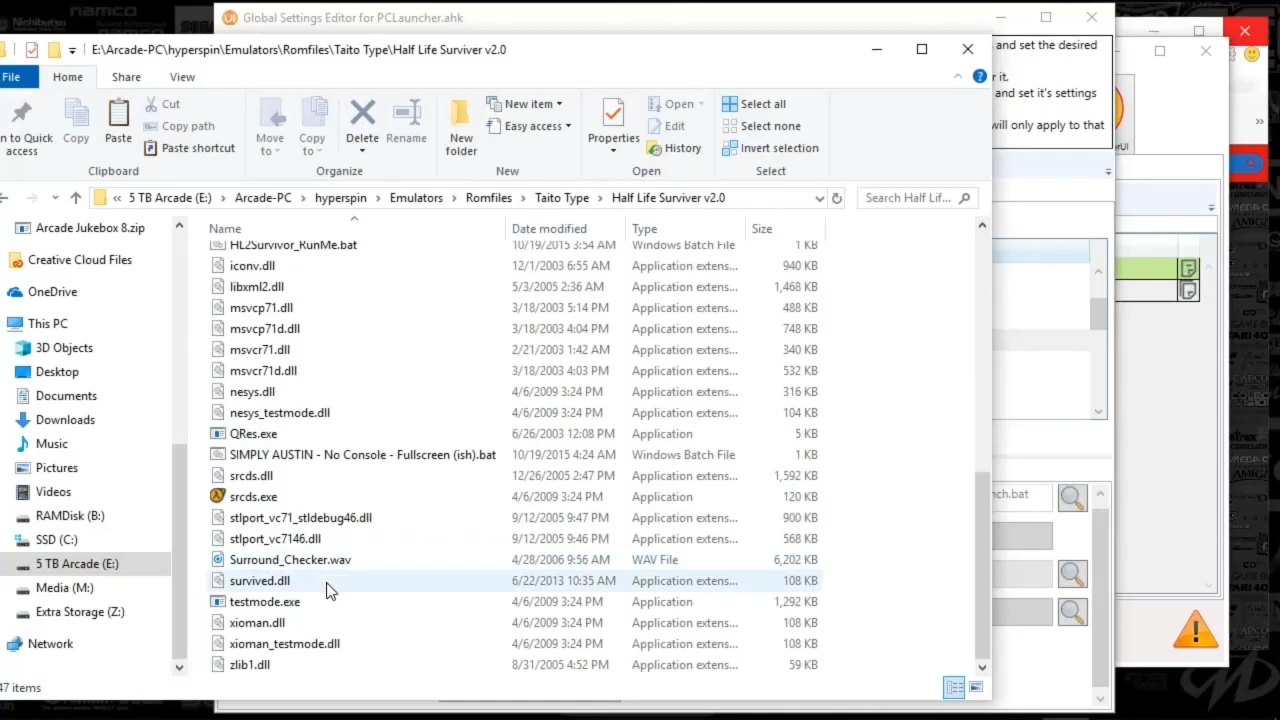 Nichibutsu
namco
Global Settings Editor for PCLauncher.ahk
E:\Arcade-PC\hyperspin\Emulators\Romfiles\Taito Type\Half Life Surviver v2.0
and set the desired
r it.
and set it's settings
will only apply to that
File Home Share View
n to Quick access
Copy
Paste
Cut
Copy path
Paste shortcut
Clipboard
Move to
Copy to
Delete
Rename
Organize
New folder
New item
Easy access
New
Properties
Open
Edit
History
Open
Select all
Select none
Invert selection
Select
« 5 TB Arcade (E:) > Arcade-PC > hyperspin > Emulators > Romfiles > Taito Type > Half Life Surviver v2.0
Search Half Lif...
Arcade Jukebox 8.zip
Creative Cloud Files
OneDrive
This PC
3D Objects
Desktop
Documents
Downloads
Music
Pictures
Videos
RAMDisk (B:)
SSD (C:)
5 TB Arcade (E:)
Media (M:)
Extra Storage (Z:)
Network
Name Date modified Type Size
HL2Survivor_RunMe.bat 10/19/2015 3:54 AM Windows Batch File 1 KB
iconv.dll 12/1/2003 6:55 AM Application extens... 940 KB
libxml2.dll 5/3/2005 2:36 AM Application extens... 1,468 KB
msvcp71.dll 3/18/2003 5:14 PM Application extens... 488 KB
msvcp71d.dll 3/18/2003 4:04 PM Application extens... 748 KB
msvcr71.dll 2/21/2003 1:42 AM Application extens... 340 KB
msvcr71d.dll 3/18/2003 4:03 PM Application extens... 532 KB
nesys.dll 4/6/2009 3:24 PM Application extens... 316 KB
nesys_testmode.dll 4/6/2009 3:24 PM Application extens... 104 KB
QRes.exe 6/26/2003 12:08 PM Application 5 KB
SIMPLY AUSTIN - No Console - Fullscreen (ish).bat 10/19/2015 4:24 AM Windows Batch File 1 KB
srcds.dll 12/26/2005 2:47 PM Application extens... 1,592 KB
srcds.exe 4/6/2009 3:24 PM Application 120 KB
stlport_vc71_stldebug46.dll 9/12/2005 9:47 PM Application extens... 900 KB
stlport_vc7146.dll 9/12/2005 9:46 PM Application extens... 568 KB
Surround_Checker.wav 4/28/2006 9:56 AM WAV File 6,202 KB
survived.dll 6/22/2013 10:35 AM Application extens... 108 KB
testmode.exe 4/6/2009 3:24 PM Application 1,292 KB
xioman.dll 4/6/2009 3:24 PM Application extens... 108 KB
xioman_testmode.dll 4/6/2009 3:24 PM Application extens... 108 KB
zlib1.dll 8/31/2005 4:52 PM Application extens... 59 KB
47 items
nch.bat
erUI